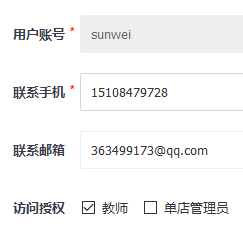 用户账号 * sunwei
联系手机 * 15108479728
联系邮箱 363499173@qq.com
访问授权 教师 单店管理员